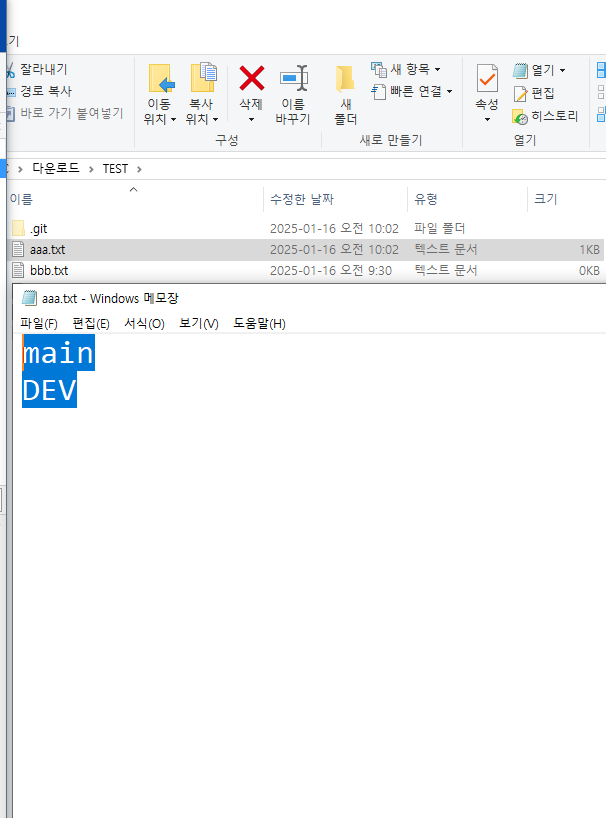 기
잘라내기
경로 복사
바로 가기 붙여넣기
이동 위치
복사 위치
삭제
이름 바꾸기
구성
새 폴더
새 항목
빠른 연결
새로 만들기
속성
열기
편집
히스토리
열기
다운로드 > TEST >
이름 수정한 날짜 유형 크기
.git 2025-01-16 오전 10:02 파일 폴더
aaa.txt 2025-01-16 오전 10:02 텍스트 문서 1KB
bbb.txt 2025-01-16 오전 9:30 텍스트 문서 0KB
aaa.txt - Windows 메모장
파일(F) 편집(E) 서식(O) 보기(V) 도움말(H)
main
DEV